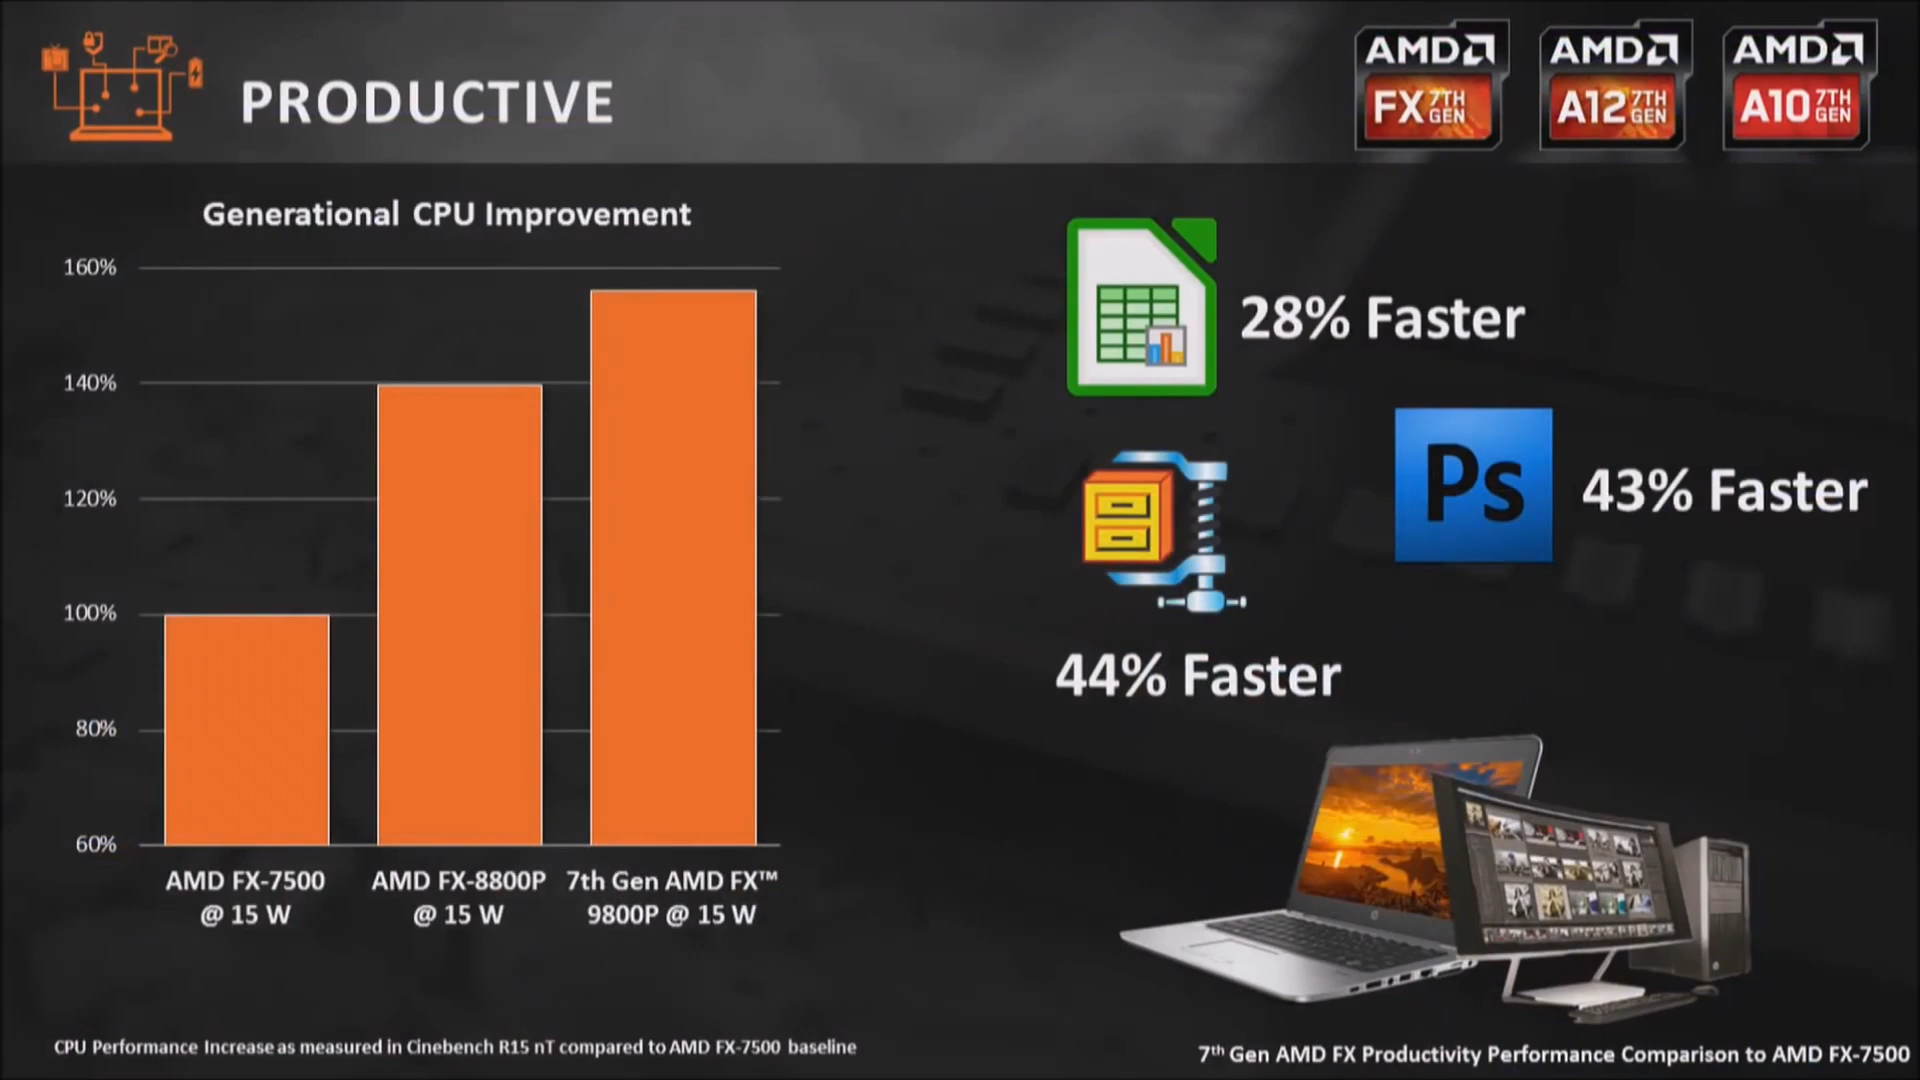 PRODUCTIVE
AMD
FX 7TH GEN
AMD
A12 7TH GEN
AMD
A10 7TH GEN
Generational CPU Improvement
160%
140%
120%
100%
80%
60%
AMD FX-7500
@ 15 W
AMD FX-8800P
@ 15 W
7th Gen AMD FX™
9800P @ 15 W
28% Faster
Ps
43% Faster
44% Faster
CPU Performance Increase as measured in Cinebench R15 nT compared to AMD FX-7500 baseline
7th Gen AMD FX Productivity Performance Comparison to AMD FX-7500